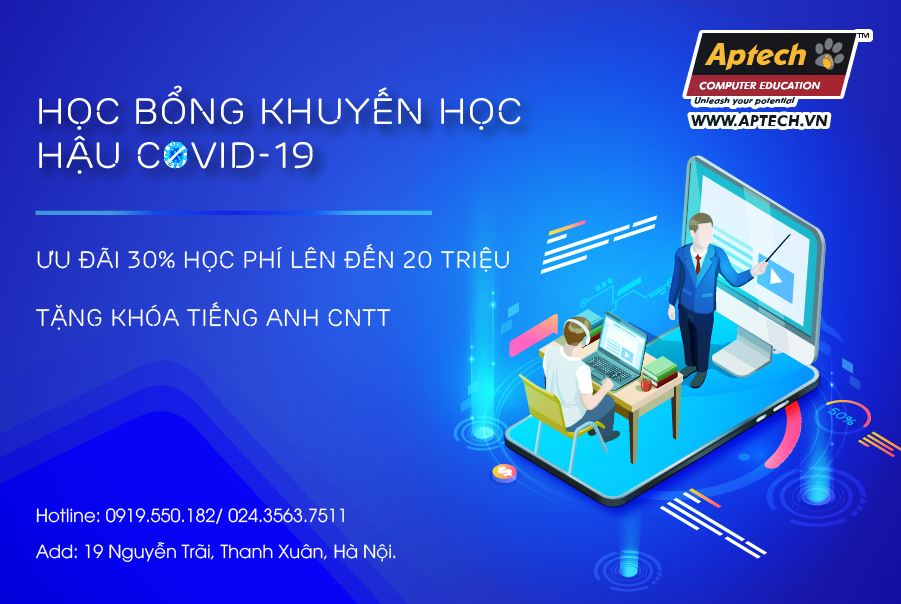 Aptech
TM
COMPUTER EDUCATION
Unleash your potential
WWW.APTECH.VN
HỌC BỔNG KHUYẾN HỌC
HẬU COVID-19
ƯU ĐÃI 30% HỌC PHÍ LÊN ĐẾN 20 TRIỆU
TẶNG KHÓA TIẾNG ANH CNTT
50%
$
Hotline: 0919.550.182/ 024.3563.7511
Add: 19 Nguyễn Trãi, Thanh Xuân, Hà Nội.